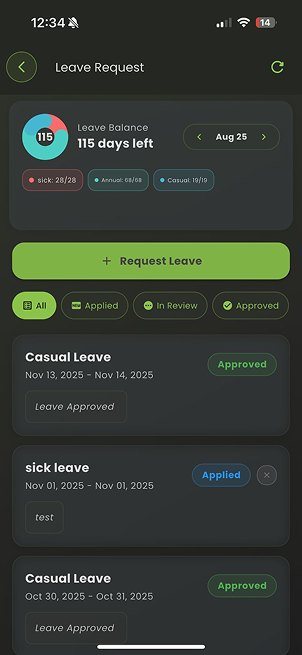 12:34
14
Leave Request
115
Leave Balance
115 days left
Aug 25
sick: 28/28
Annual: 68/68
Casual: 19/19
+ Request Leave
All
Applied
In Review
Approved
Casual Leave
Approved
Nov 13, 2025 - Nov 14, 2025
Leave Approved
sick leave
Applied
Nov 01, 2025 - Nov 01, 2025
test
Casual Leave
Approved
Oct 30, 2025 - Oct 31, 2025
Leave Approved